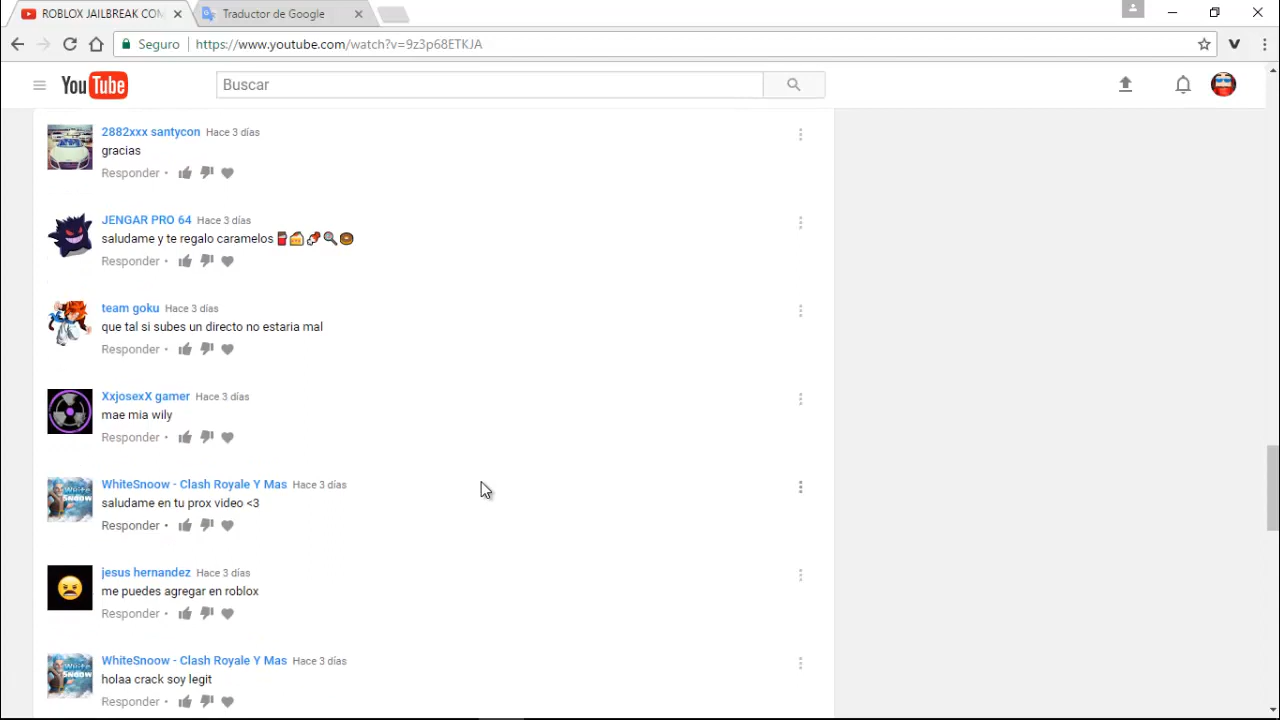 ROBLOX JAILBREAK CON
Traductor de Google
Seguro
https://www.youtube.com/watch?v=9z3p68ETKJA
YouTube
Buscar
2882xxx santycon Hace 3 días
gracias
Responder •
JENGAR PRO 64 Hace 3 días
saludame y te regalo caramelos
Responder •
team goku Hace 3 días
que tal si subes un directo no estaria mal
Responder •
XxjosexX gamer Hace 3 días
mae mia wily
Responder •
WhiteSnoow - Clash Royale Y Mas Hace 3 días
saludame en tu prox video <3
Responder •
jesus hernandez Hace 3 días
me puedes agregar en roblox
Responder •
WhiteSnoow - Clash Royale Y Mas Hace 3 días
holaa crack soy legit
Responder •